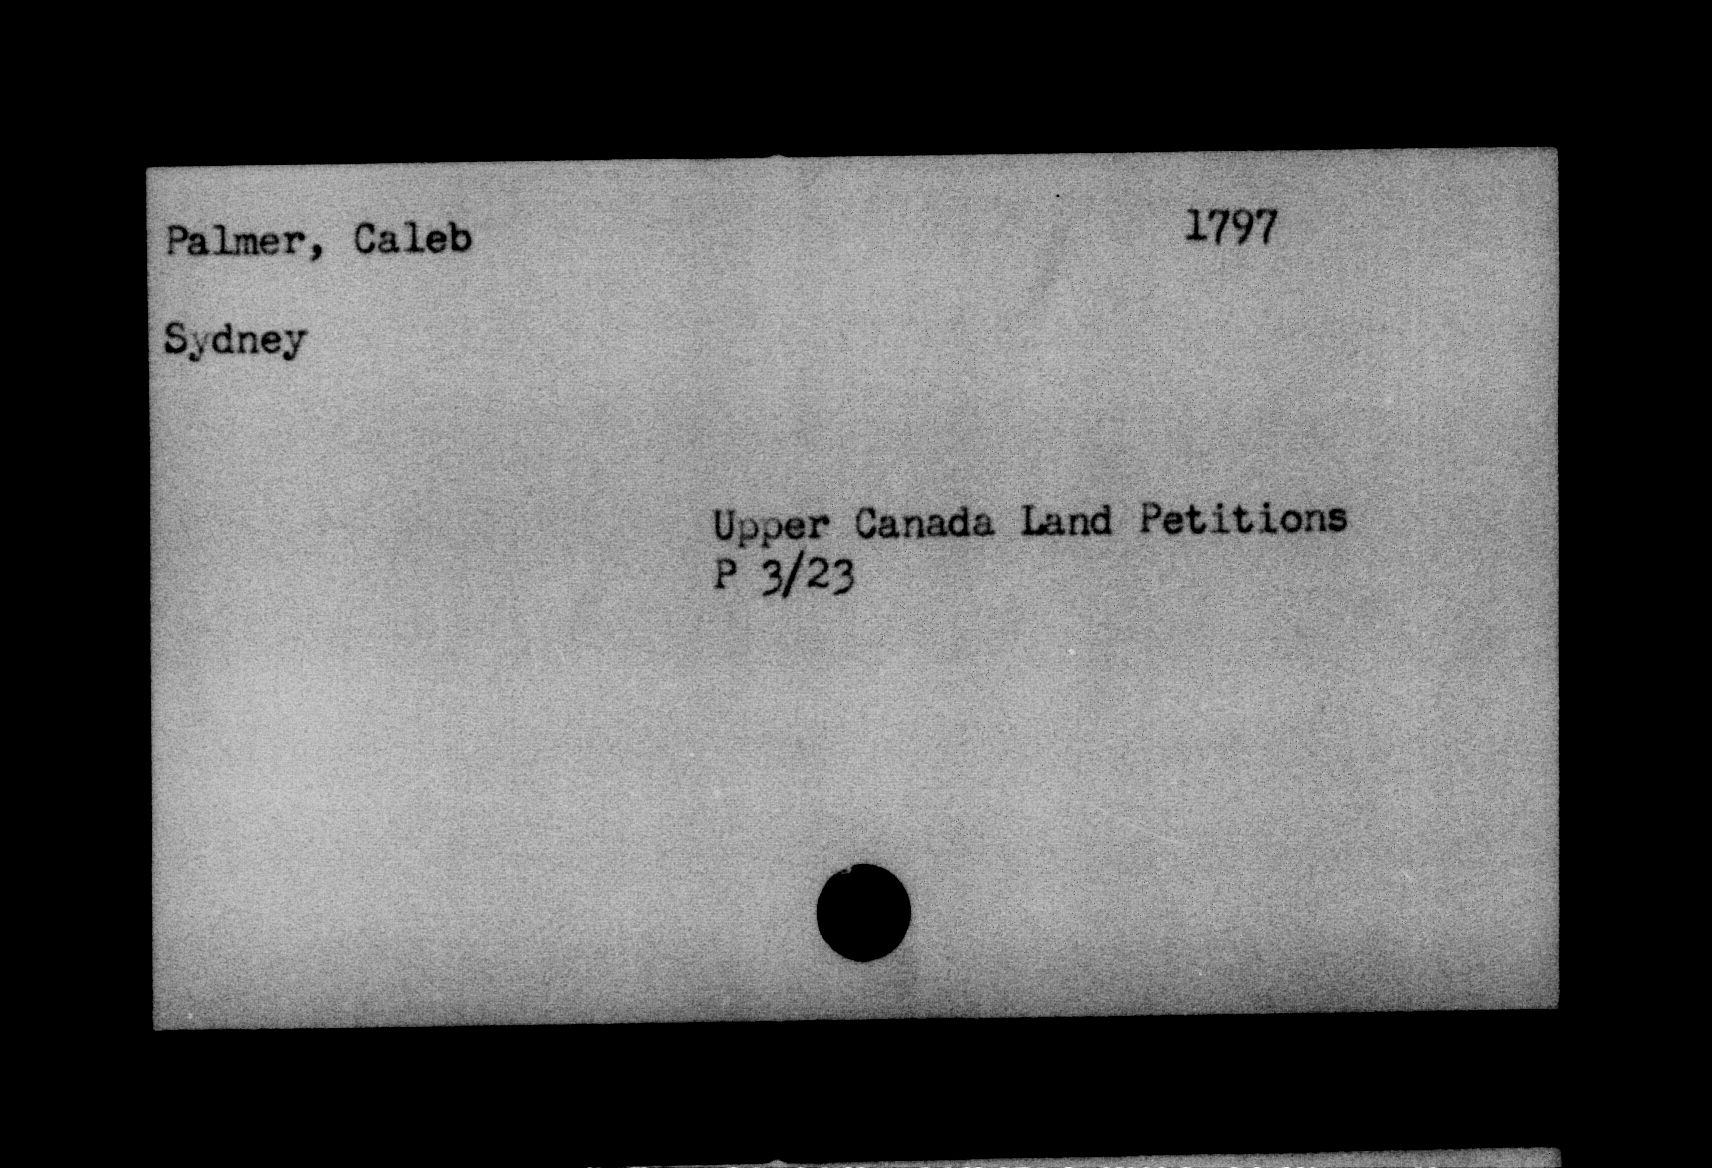 Palmer, Caleb 1797
Sydney
Upper Canada Land Petitions
P 3/23